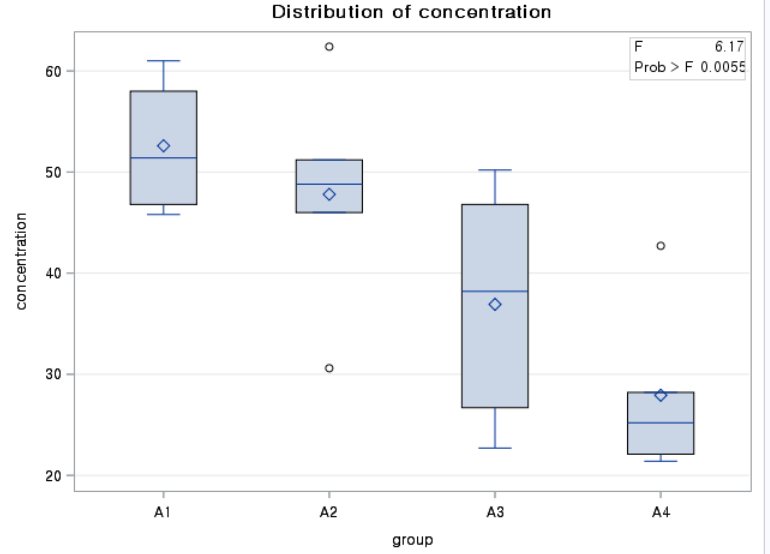 Distribution of concentration
F 6.17
Prob > F 0.0055
60
50
40
30
20
concentration
A1 A2 A3 A4
group